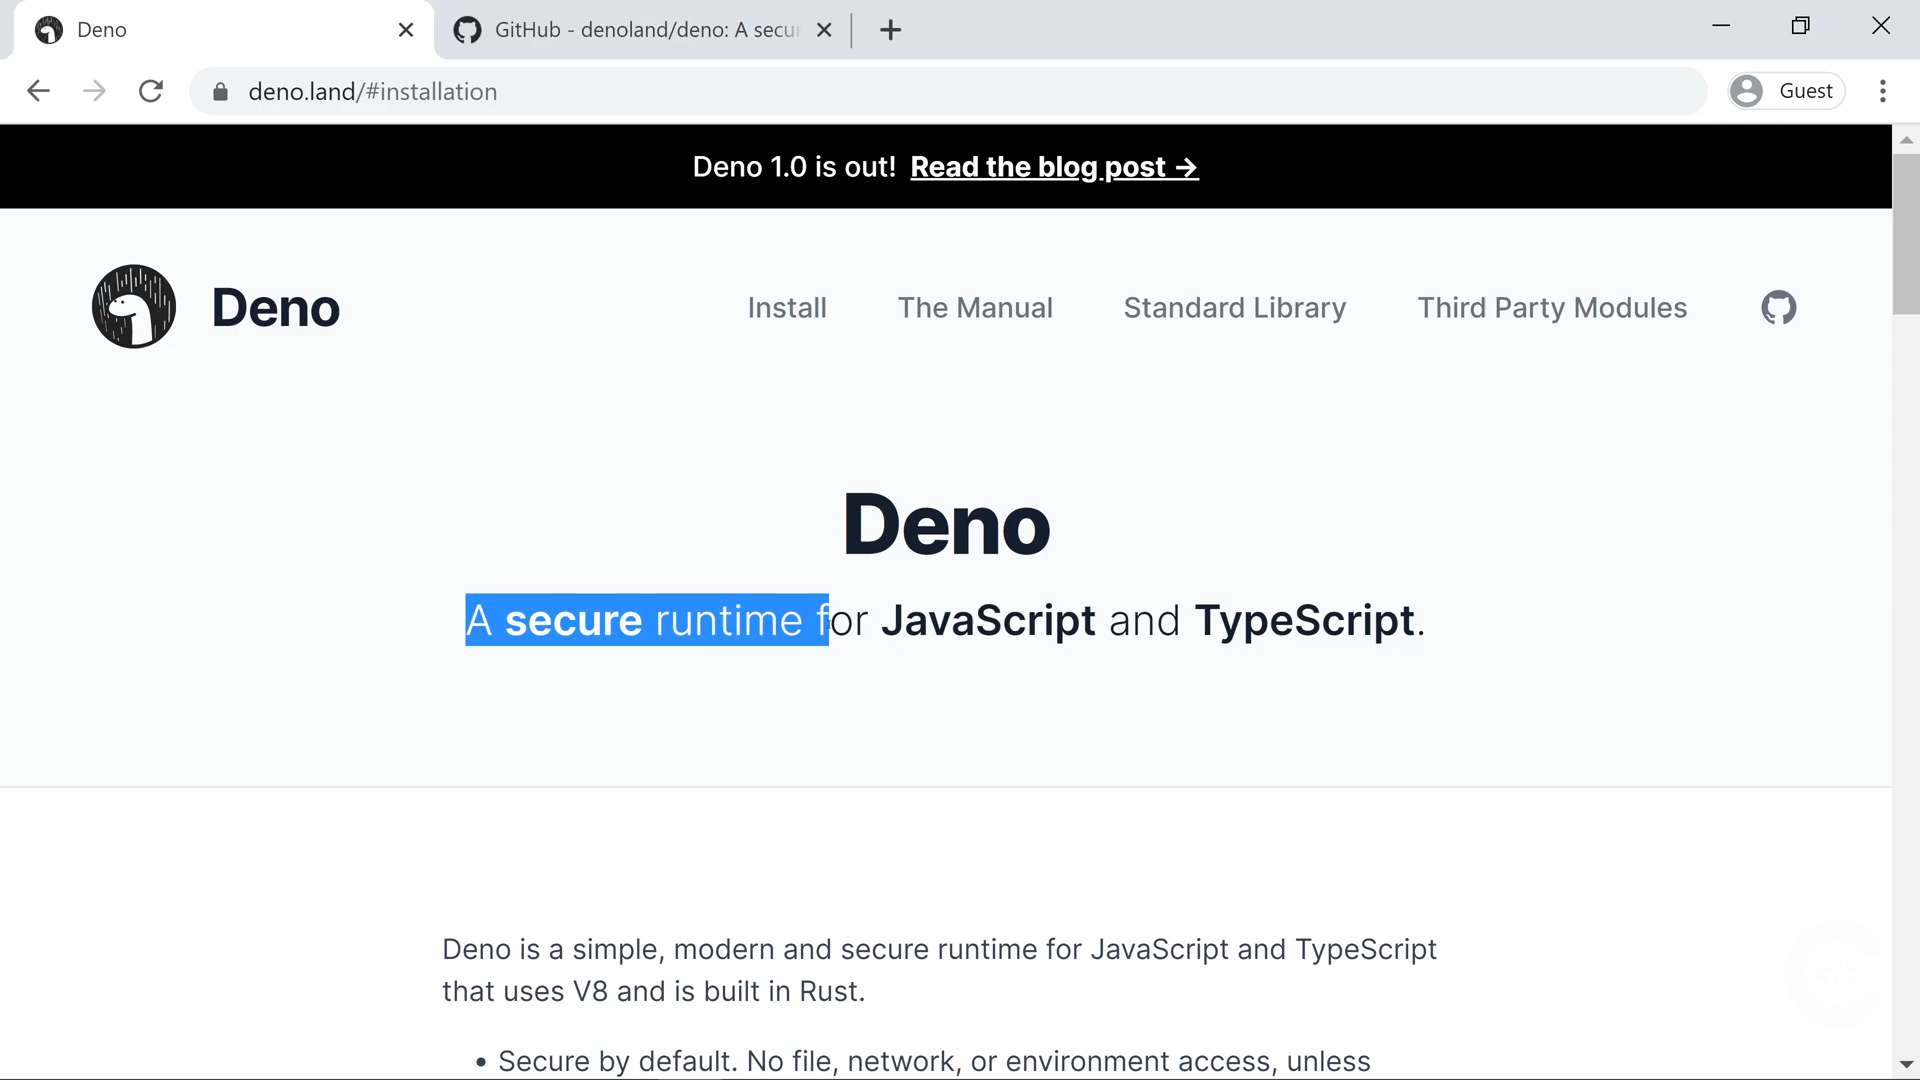 Deno
GitHub - denoland/deno: A secur
deno.land/#installation
Guest
Deno 1.0 is out! Read the blog post →
Deno
Install
The Manual
Standard Library
Third Party Modules
Deno
A secure runtime for JavaScript and TypeScript.
Deno is a simple, modern and secure runtime for JavaScript and TypeScript
that uses V8 and is built in Rust.
• Secure by default. No file, network, or environment access, unless